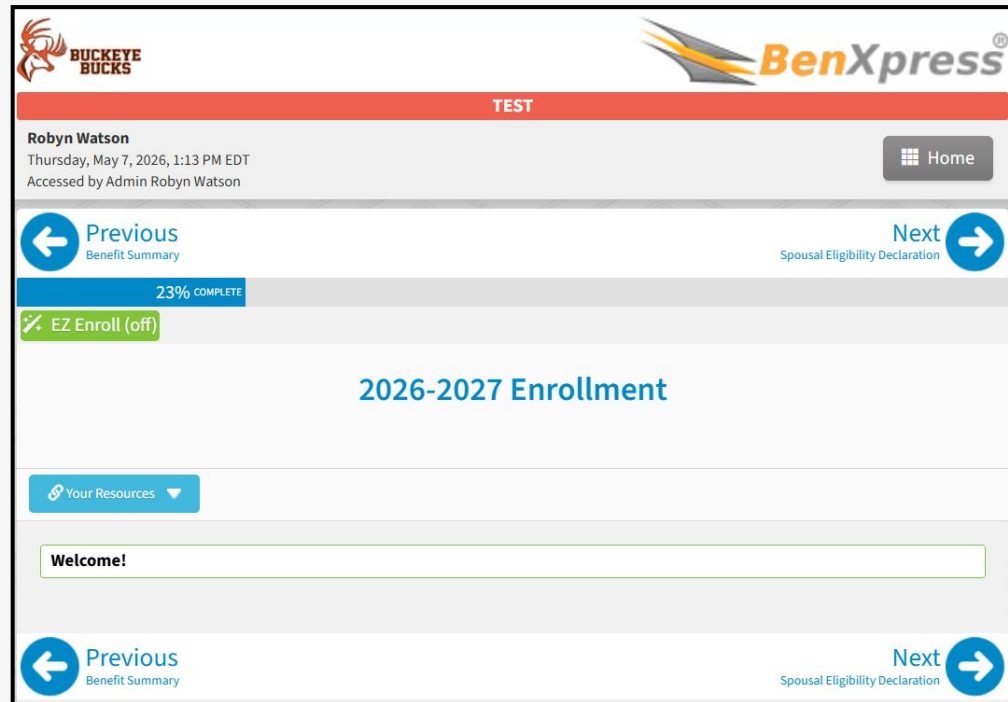 BUCKEYE
BUCKS
BenXpress®
TEST
Robyn Watson
Thursday, May 7, 2026, 1:13 PM EDT
Accessed by Admin Robyn Watson
Home
Previous
Benefit Summary
Next
Spousal Eligibility Declaration
23% COMPLETE
EZ Enroll (off)
2026-2027 Enrollment
Your Resources
Welcome!
Previous
Benefit Summary
Next
Spousal Eligibility Declaration